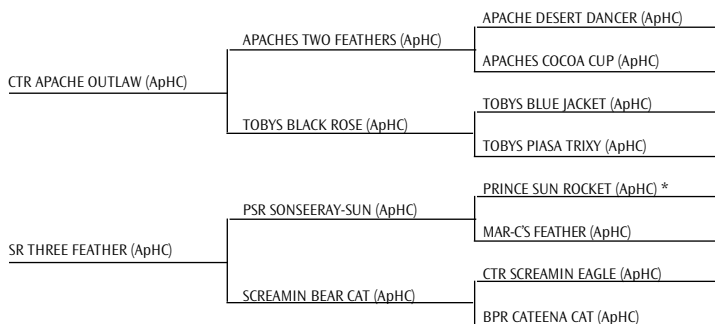 APACHE DESERT DANCER (ApHC)
APACHES TWO FEATHERS (ApHC)
APACHES COCOA CUP (ApHC)
CTR APACHE OUTLAW (ApHC)
TOBYS BLUE JACKET (ApHC)
TOBYS BLACK ROSE (ApHC)
TOBYS PIASA TRIXY (ApHC)
PRINCE SUN ROCKET (ApHC) *
PSR SONSEERAY-SUN (ApHC)
MAR-C'S FEATHER (ApHC)
SR THREE FEATHER (ApHC)
CTR SCREAMIN EAGLE (ApHC)
SCREAMIN BEAR CAT (ApHC)
BPR CATEENA CAT (ApHC)